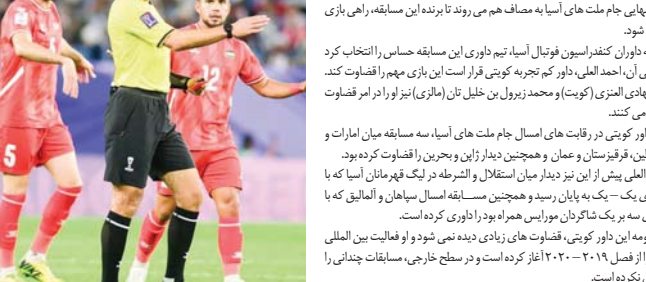 نهایی جام ملت های آسیا به مصاف هم می روند تا برنده این مسابقه، راهی بازی
شود.
داوران کنفدراسیون فوتبال آسیا، تیم داوری این مسابقه حساس را انتخاب کرد
آن، احمد العلی، داور کم تجربه کویتی قرار است این بازی مهم را قضاوت کند.
هادی العنزی (کویت) و محمد زیرول بن خلیل تان (مالزی) نیز او را در امر قضاوت
می کنند.
داور کویتی در رقابت های امسال جام ملت های آسیا، سه مسابقه میان امارات و
قرقیزستان و عمان و همچنین دیدار ژاپن و بحرین را قضاوت کرده بود.
العلی پیش از این نیز دیدار میان استقلال و الشرطه در لیگ قهرمانان آسیا که با
یک – یک به پایان رسید و همچنین مســابقه امسال سپاهان و آلمالیق که با
سه بر یک شاگردان مورایس همراه بود را داوری کرده است.
این داور کویتی، قضاوت های زیادی دیده نمی شود و او فعالیت بین المللی
را از فصل ۲۰۱۹ – ۲۰۲۰ آغاز کرده است و در سطح خارجی، مسابقات چندانی را
نکرده است.
5